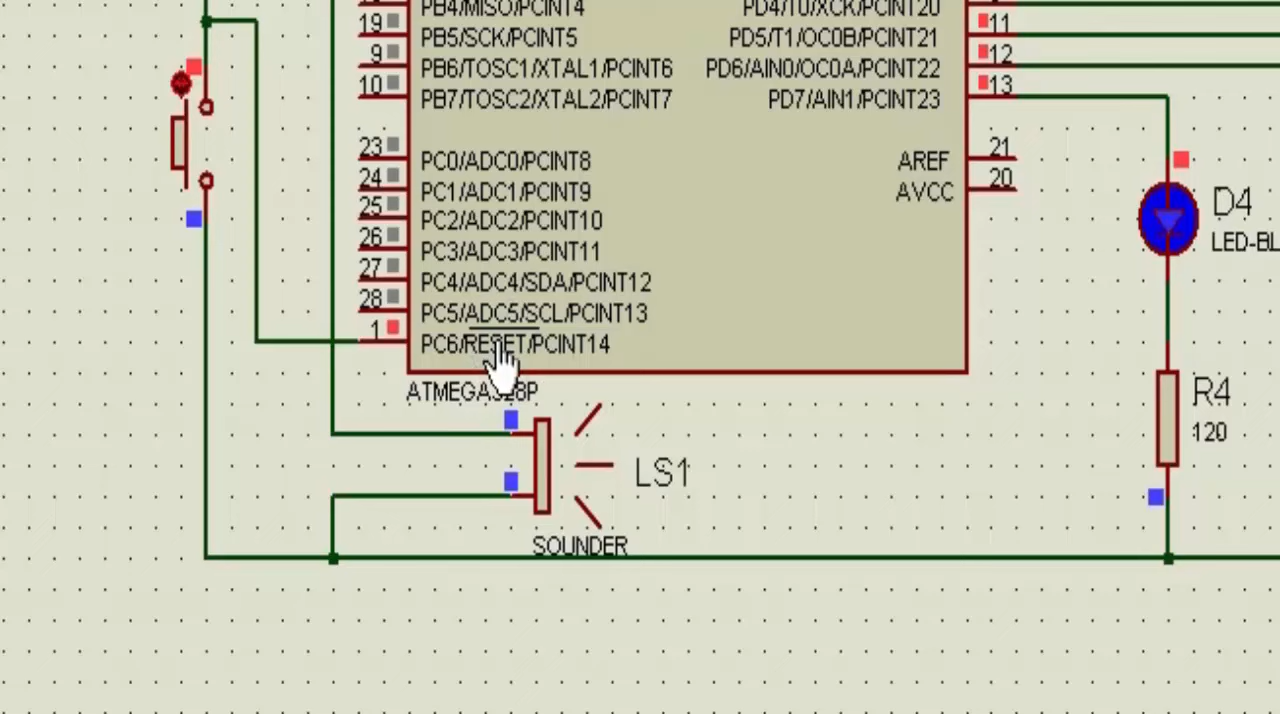 PB4/MISO/PCINT4
PD4/T0/XCK/PCINT20
19
PB5/SCK/PCINT5
PD5/T1/OC0B/PCINT21
11
9
PB6/TOSC1/XTAL1/PCINT6
PD6/AIN0/OC0A/PCINT22
12
10
PB7/TOSC2/XTAL2/PCINT7
PD7/AIN1/PCINT23
13
23
PC0/ADC0/PCINT8
AREF
21
24
PC1/ADC1/PCINT9
AVCC
20
25
PC2/ADC2/PCINT10
D4
26
PC3/ADC3/PCINT11
LED-BL
27
PC4/ADC4/SDA/PCINT12
28
PC5/ADC5/SCL/PCINT13
1
PC6/RESET/PCINT14
ATMEGA328P
R4
120
LS1
SOUNDER